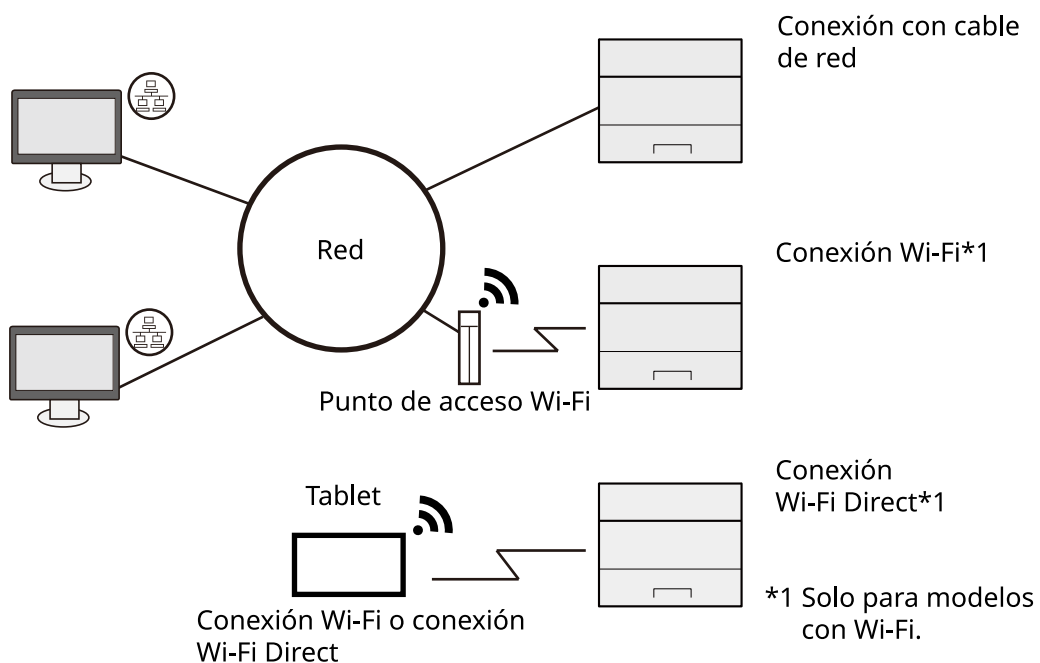 Conexión con cable
de red
Red
Conexión Wi-Fi*1
Punto de acceso Wi-Fi
Conexión
Wi-Fi Direct*1
Tablet
*1 Solo para modelos
con Wi-Fi.
Conexión Wi-Fi o conexión
Wi-Fi Direct